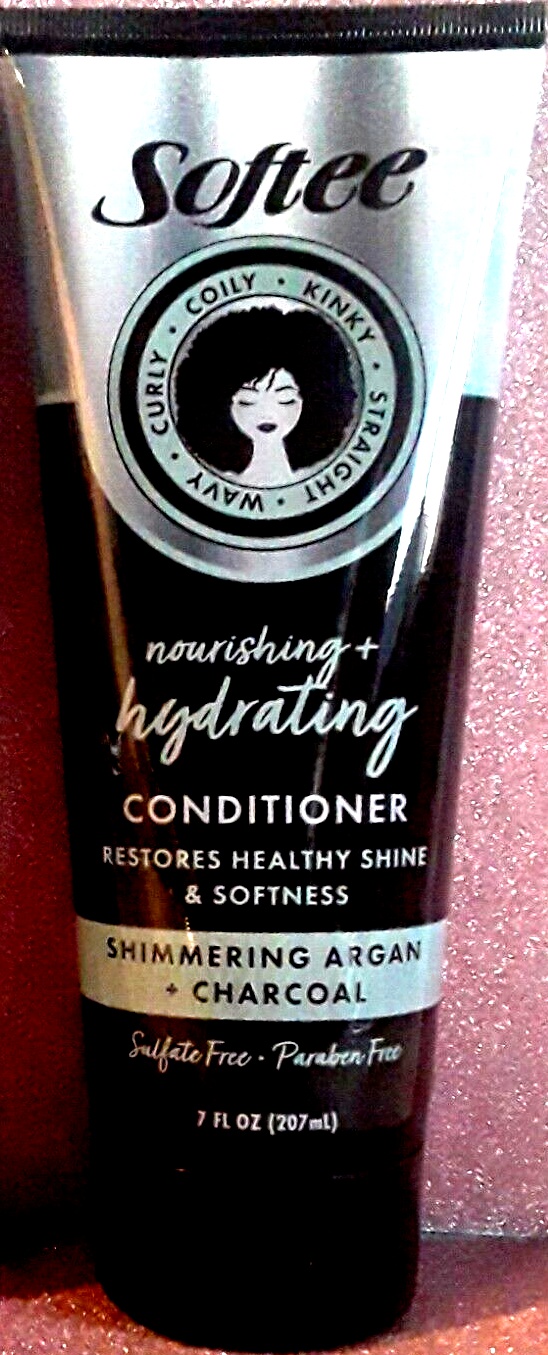 Softee
CURLY · COILY · KINKY · STRAIGHT · WAVY ·
nourishing +
hydrating
CONDITIONER
RESTORES HEALTHY SHINE
& SOFTNESS
SHIMMERING ARGAN
+ CHARCOAL
Sulfate Free · Paraben Free
7 FL OZ (207mL)